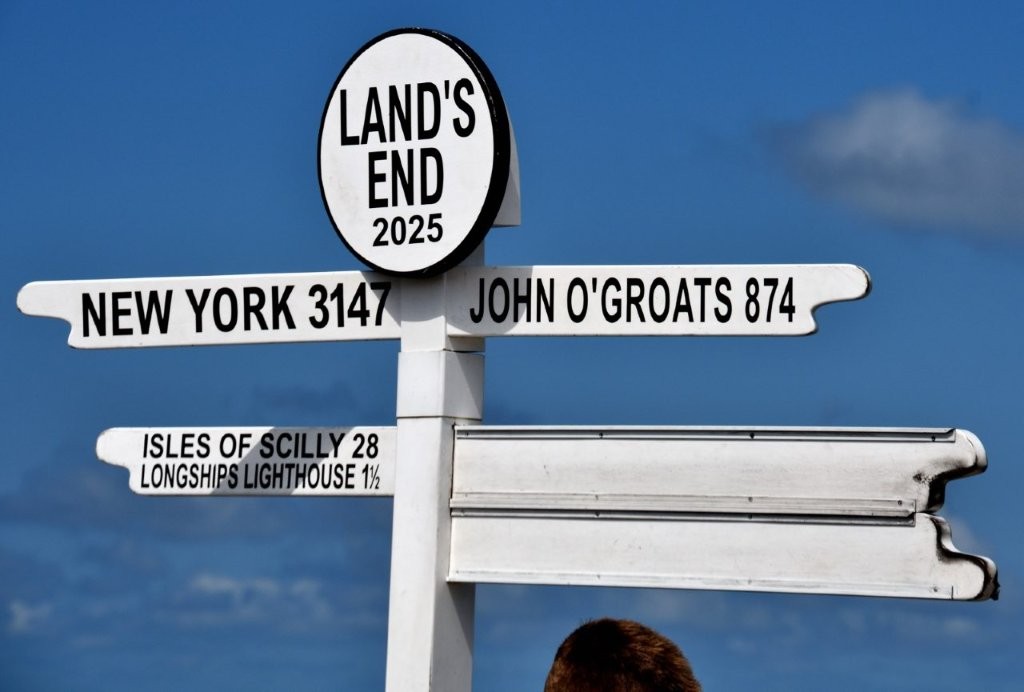 LAND'S
END
2025
NEW YORK 3147
JOHN O'GROATS 874
ISLES OF SCILLY 28
LONGSHIPS LIGHTHOUSE 1½